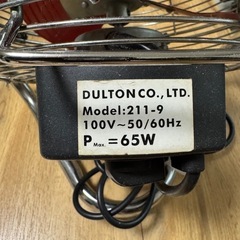 DULTON CO., LTD.
Model:211-9
100V~50/60Hz
PMax.=65W